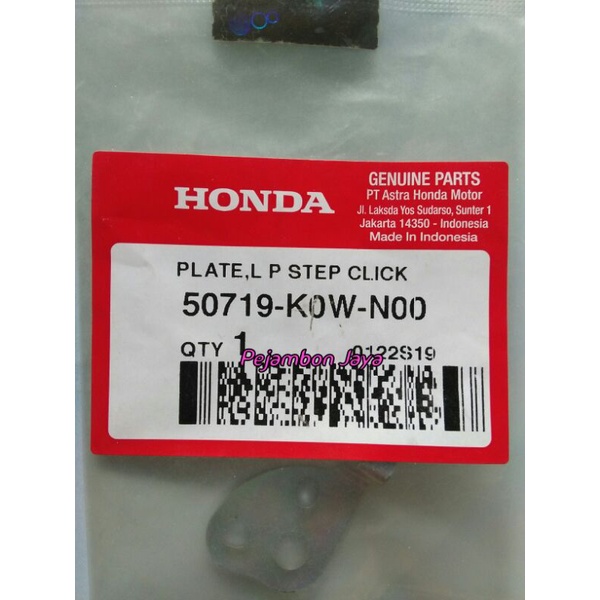 HONDA
GENUINE PARTS
PT Astra Honda Motor
Jl. Laksda Yos Sudarso, Sunter 1
Jakarta 14350 - Indonesia
Made In Indonesia
PLATE,L P STEP CLICK
50719-K0W-N00
QTY 1 0122S19
Pejambon Jaya